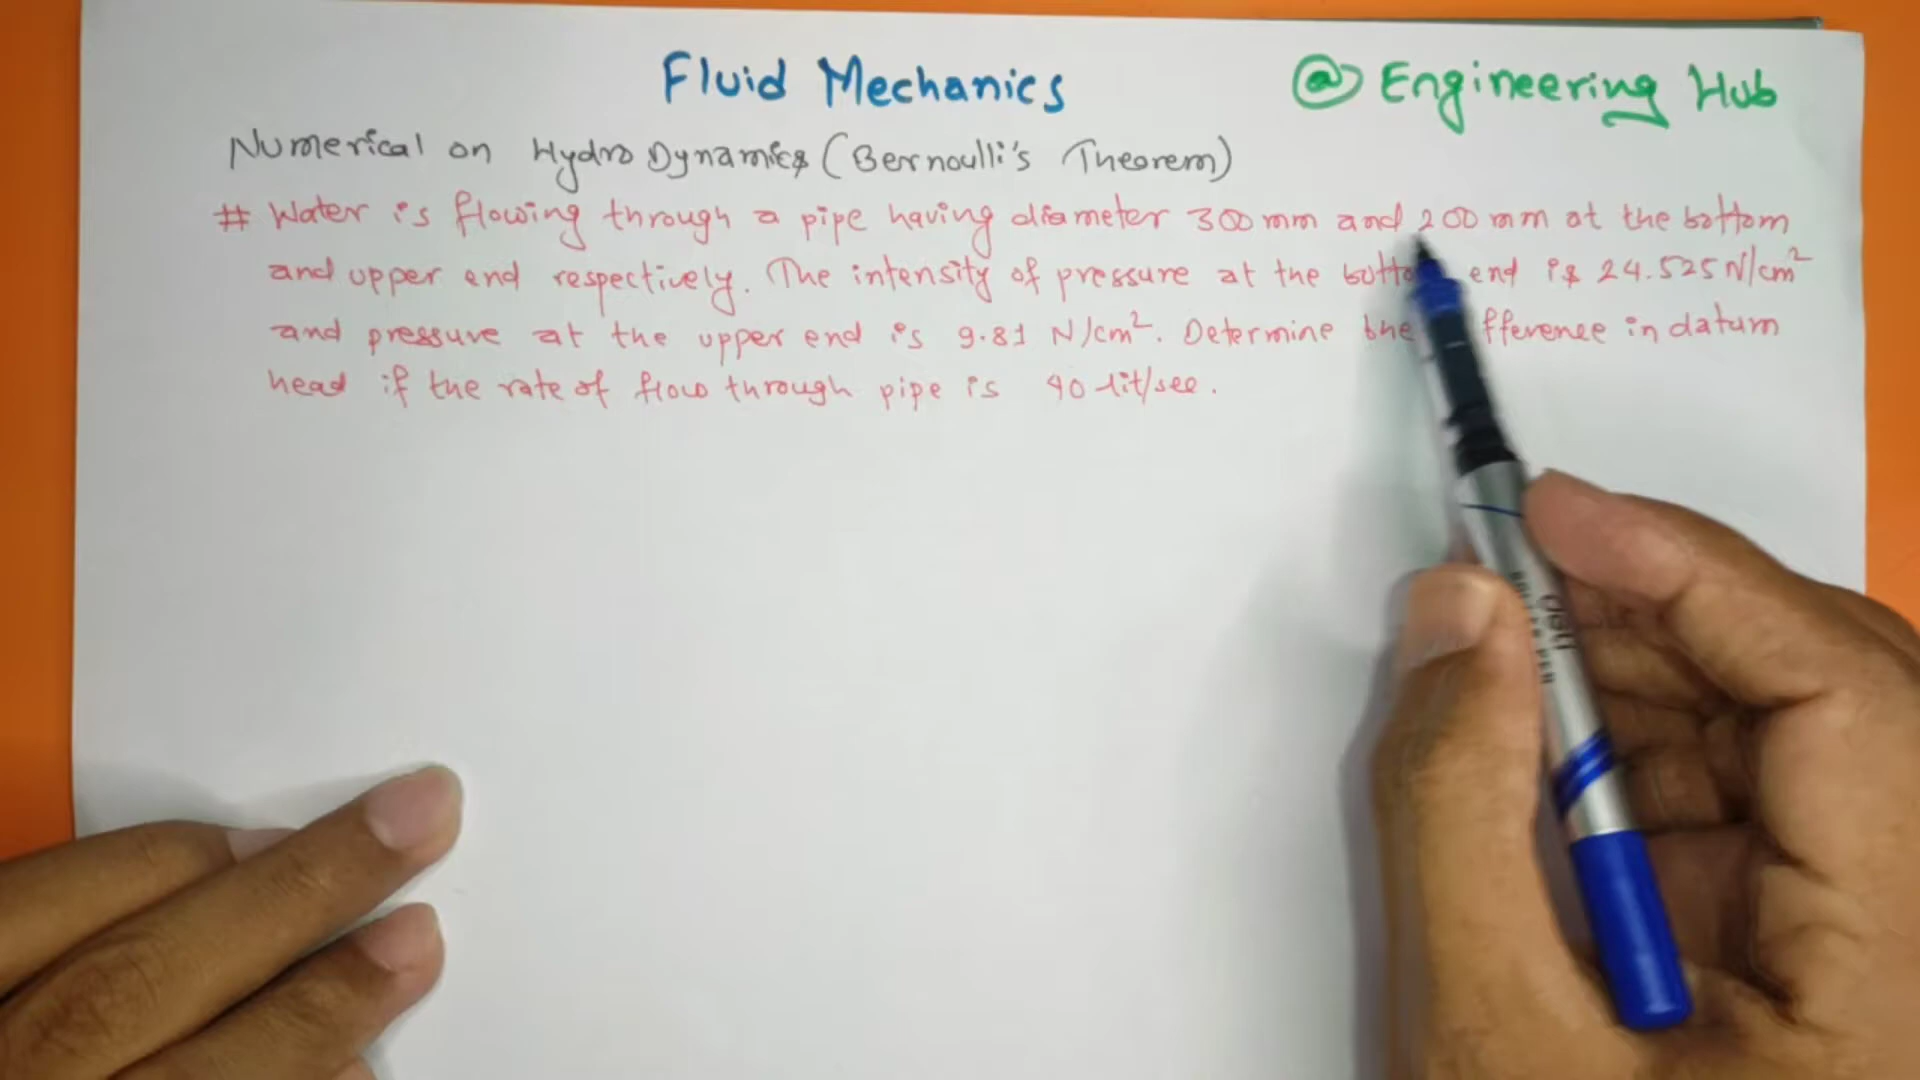 Fluid Mechanics
@ Engineering Hub
Numerical on HydroDynamics (Bernoulli's Theorem)
# Water is flowing through a pipe having diameter 300 mm and 200 mm at the bottom
and upper end respectively. The intensity of pressure at the end is 24.525 N/cm²
and pressure at the upper end is 9.81 N/cm². Determine the in datum
head if the rate of flow through pipe is 40 lit/sec.